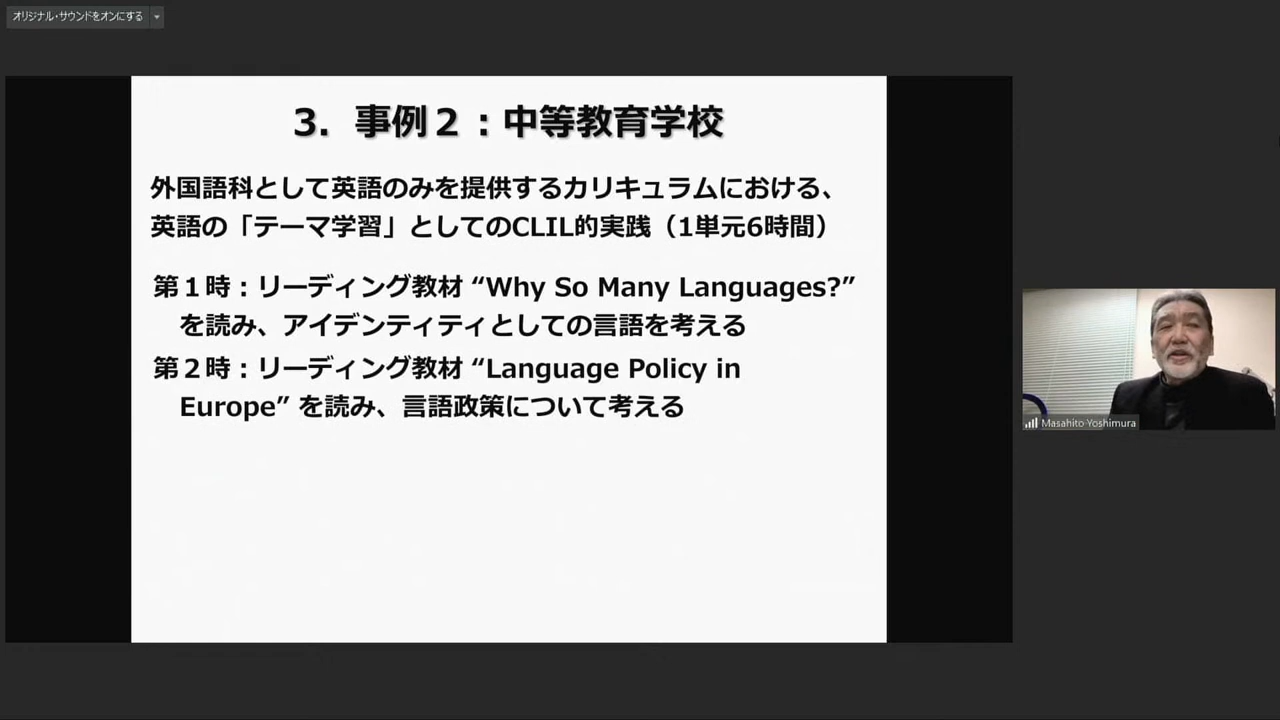 オリジナル・サウンドをオンにする
3. 事例２：中等教育学校
外国語科として英語のみを提供するカリキュラムにおける、
英語の「テーマ学習」としてのCLIL的実践（1単元6時間）
第１時：リーディング教材 “Why So Many Languages?”
を読み、アイデンティティとしての言語を考える
第２時：リーディング教材 “Language Policy in
Europe” を読み、言語政策について考える
Masahito Yoshimura